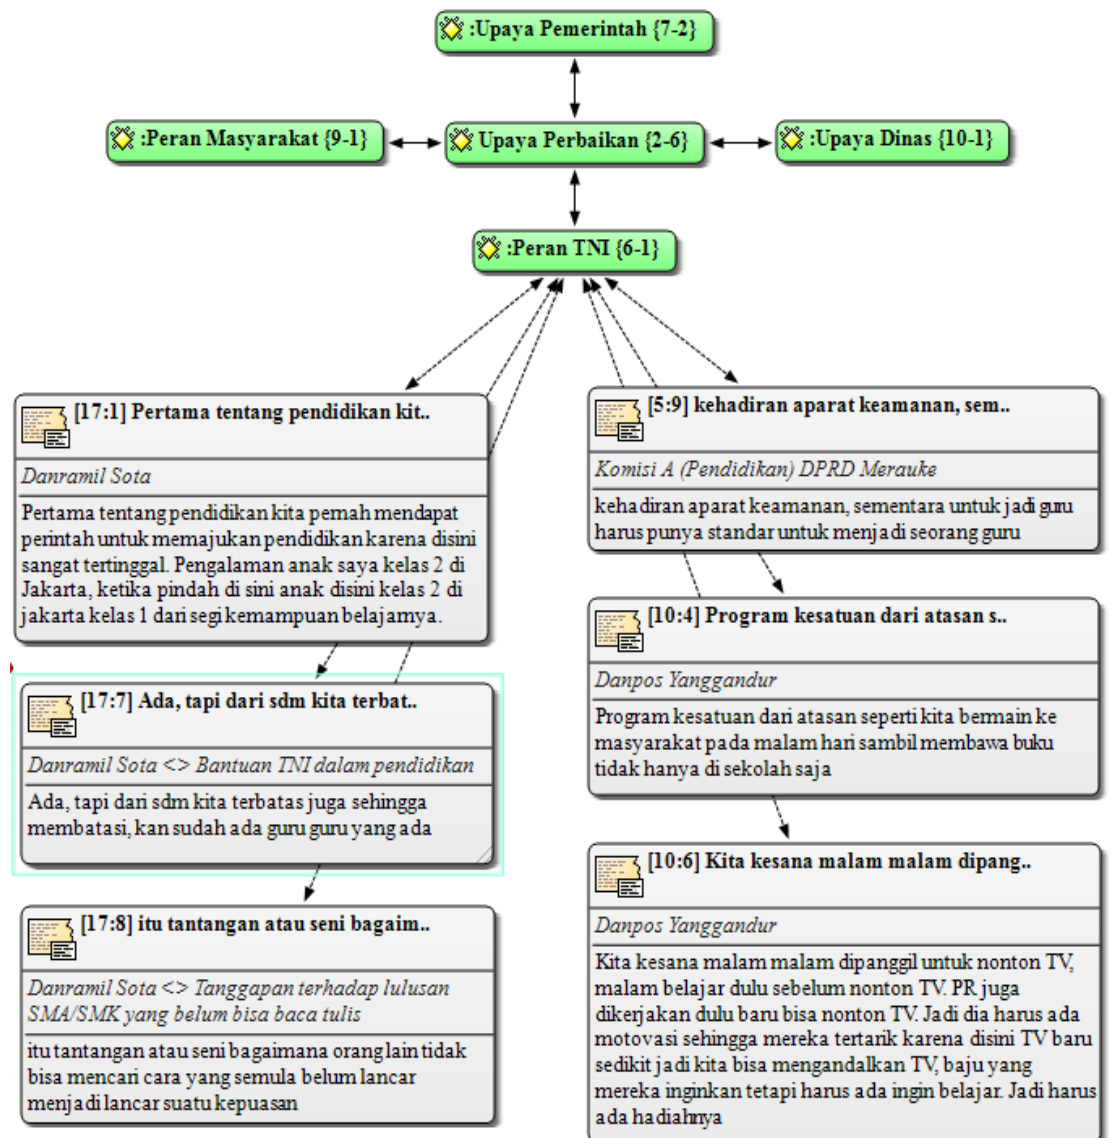 :Upaya Pemerintah {7-2}
:Peran Masyarakat {9-1}
Upaya Perbaikan {2-6}
:Upaya Dinas {10-1}
:Peran TNI {6-1}
[17:1] Pertama tentang pendidikan kit..
Danramil Sota
Pertama tentang pendidikan kita pernah mendapat
perintah untuk memajukan pendidikan karena disini
sangat tertinggal. Pengalaman anak saya kelas 2 di
Jakarta, ketika pindah di sini anak disini kelas 2 di
jakarta kelas 1 dari segi kemampuan belajarnya.
[17:7] Ada, tapi dari sdm kita terbat..
Danramil Sota <> Bantuan TNI dalam pendidikan
Ada, tapi dari sdm kita terbatas juga sehingga
membatasi, kan sudah ada guru guru yang ada
[17:8] itu tantangan atau seni bagaim..
Danramil Sota <> Tanggapan terhadap lulusan
SMA/SMK yang belum bisa baca tulis
itu tantangan atau seni bagaimana orang lain tidak
bisa mencari cara yang semula belum lancar
menjadi lancar suatu kepuasan
[5:9] kehadiran aparat keamanan, sem..
Komisi A (Pendidikan) DPRD Merauke
kehadiran aparat keamanan, sementara untuk jadi guru
harus punya standar untuk menjadi seorang guru
[10:4] Program kesatuan dari atasan s..
Danpos Yanggandur
Program kesatuan dari atasan seperti kita bermain ke
masyarakat pada malam hari sambil membawa buku
tidak hanya di sekolah saja
[10:6] Kita kesana malam malam dipang..
Danpos Yanggandur
Kita kesana malam malam dipanggil untuk nonton TV,
malam belajar dulu sebelum nonton TV. PR juga
dikerjakan dulu baru bisa nonton TV. Jadi dia harus ada
motovasi sehingga mereka tertarik karena disini TV baru
sedikit jadi kita bisa mengandalkan TV, baju yang
mereka inginkan tetapi harus ada ingin belajar. Jadi harus
ada hadiahnya